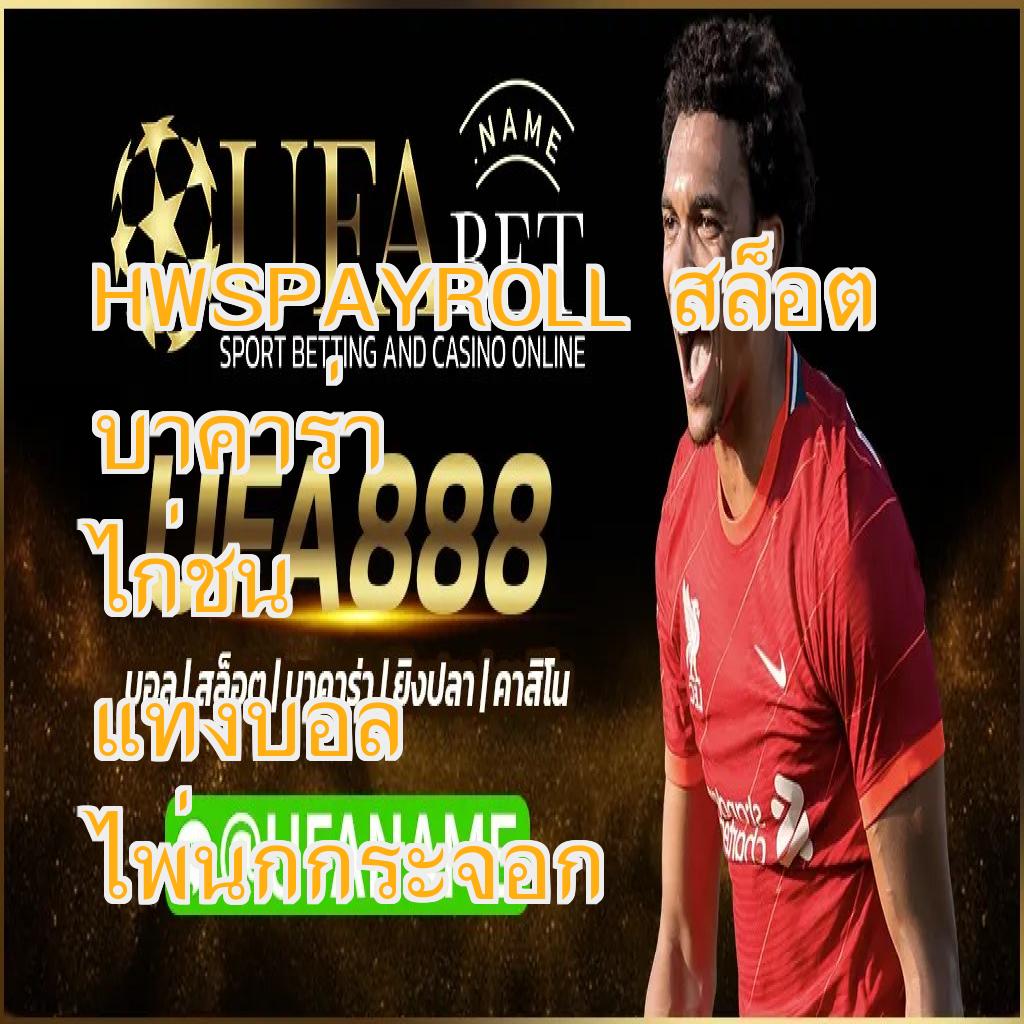 .NAME
UFABET
HWSPAYROLL สล็อต
SPORT BETTING AND CASINO ONLINE
บาคาร่า
UFA888
ไก่ชน
บอล | สล็อต | บาคาร่า | ยิงปลา | คาสิโน
แทงบอล
@UFANAME
ไพ่นกกระจอก